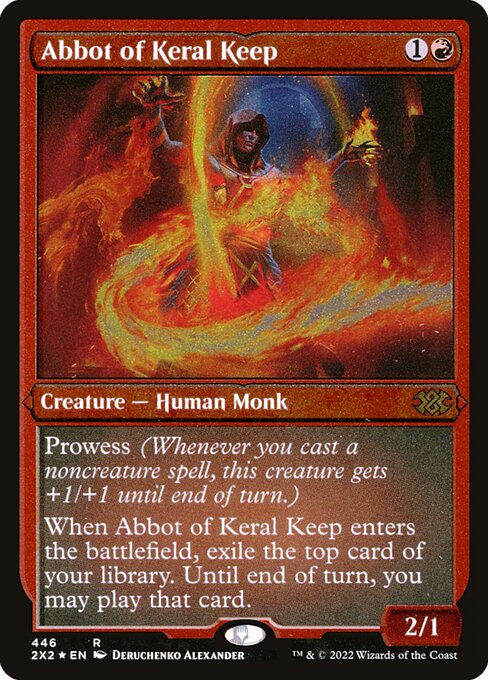 Abbot of Keral Keep 1
Creature — Human Monk
Prowess (Whenever you cast a
noncreature spell, this creature gets
+1/+1 until end of turn.)
When Abbot of Keral Keep enters
the battlefield, exile the top card of
your library. Until end of turn, you
may play that card.
2/1
446 R
2X2 ★ EN Deruchenko Alexander ™ & © 2022 Wizards of the Coast